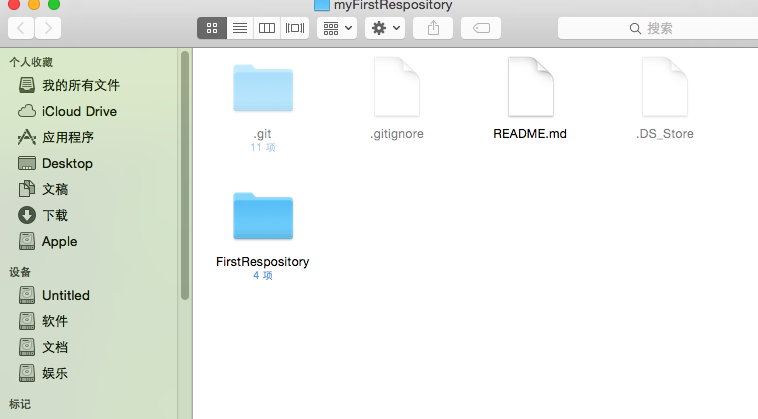 myFirstRespository
搜索
个人收藏
我的所有文件
iCloud Drive
应用程序
Desktop
文稿
下载
Apple
设备
Untitled
软件
文档
娱乐
标记
.git
11 项
.gitignore
README.md
.DS_Store
FirstRespository
4 项